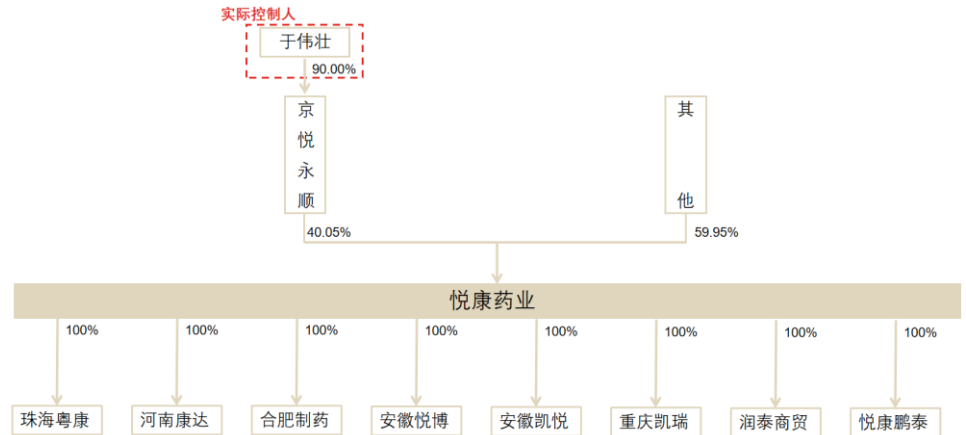 实际控制人
于伟壮
90.00%
京悦永顺
其他
40.05%
59.95%
悦康药业
100%
100%
100%
100%
100%
100%
100%
100%
珠海粤康
河南康达
合肥制药
安徽悦博
安徽凯悦
重庆凯瑞
润泰商贸
悦康鹏泰